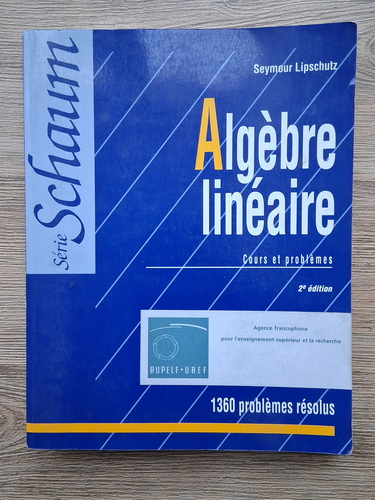 Série Schaum
Seymour Lipschutz
Algèbre
linéaire
Cours et problèmes
2e édition
Agence francophone
pour l'enseignement supérieur et la recherche
AUPELF•UREF
1360 problèmes résolus